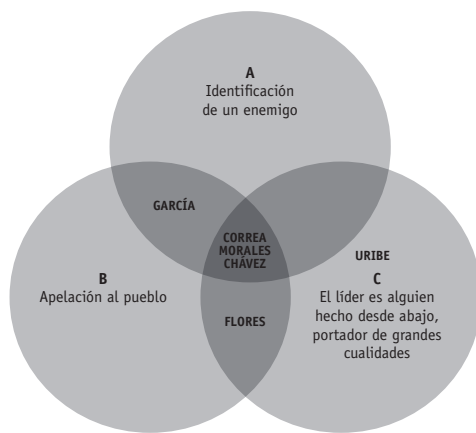 A
Identificación
de un enemigo
GARCÍA
CORREA
MORALES
CHÁVEZ
URIBE
B
Apelación al pueblo
C
El líder es alguien
hecho desde abajo,
portador de grandes
cualidades
FLORES